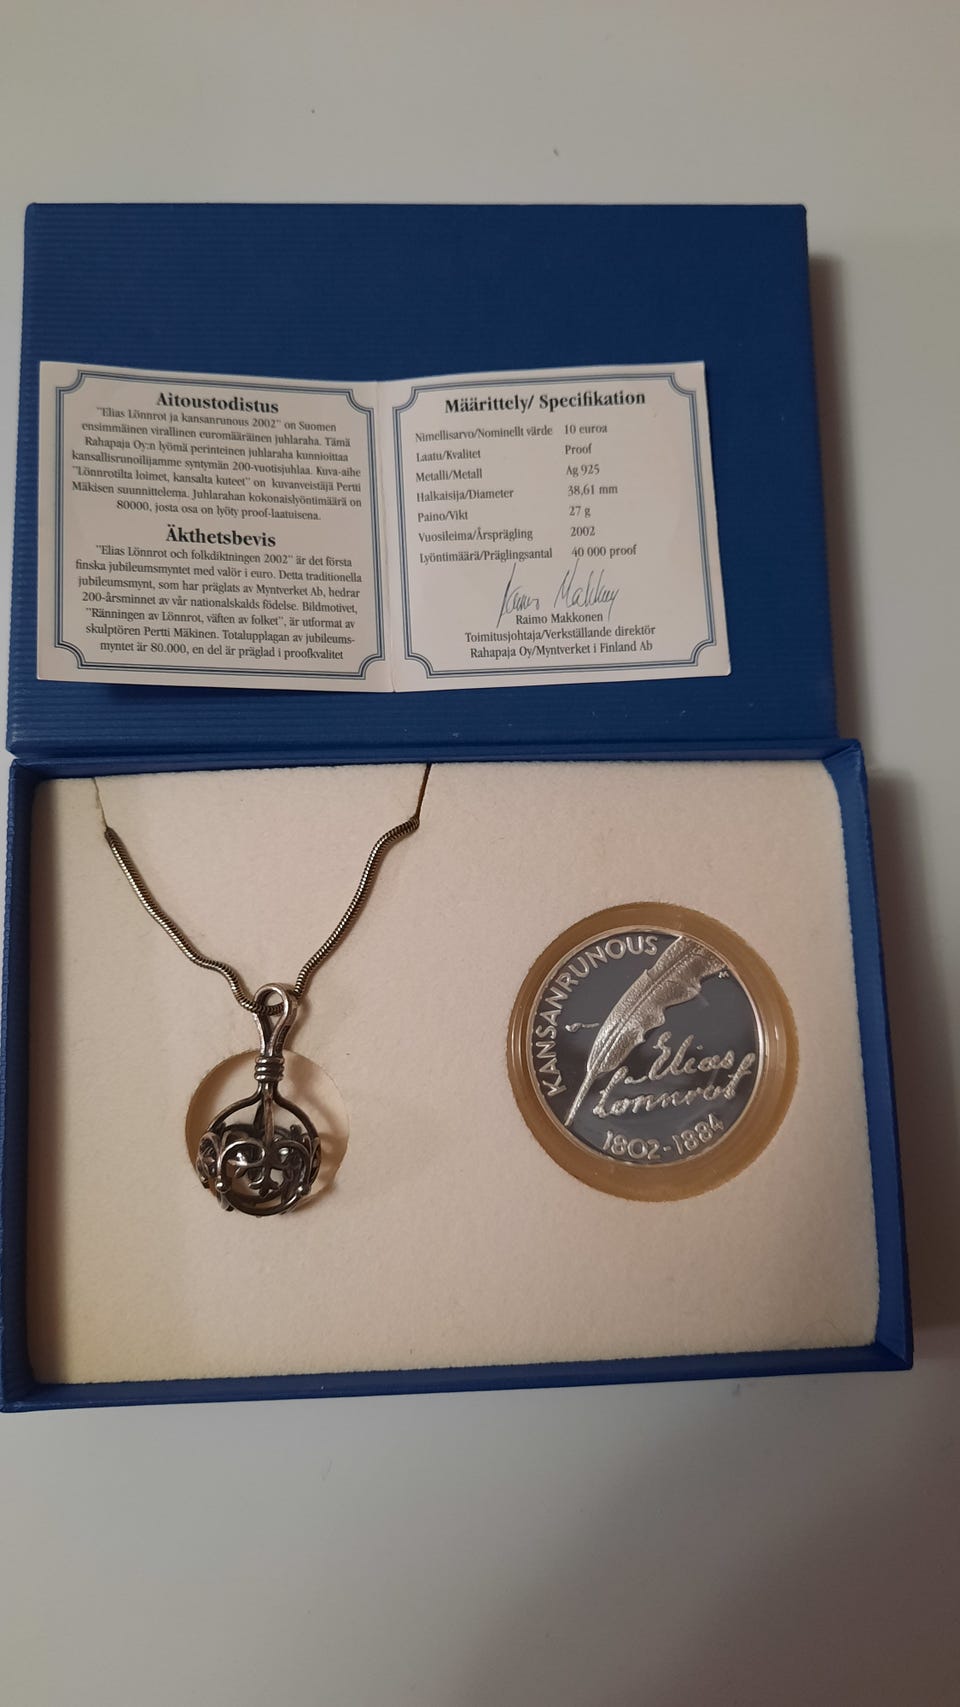 Aitoustodistus
"Elias Lönnrot ja kansanrunous 2002" on Suomen
ensimmäinen virallinen euromääräinen juhlaraha. Tämä
Rahapaja Oy:n lyömä perinteinen juhlaraha kunnioittaa
kansallisrunoilijamme syntymän 200-vuotisjuhlaa. Kuva-aihe
"Lönnrotilta loimet, kansalta kuteet" on kuvanveistäjä Pertti
Mäkisen suunnittelema. Juhlarahan kokonaislyöntimäärä on
80000, josta osa on lyöty proof-laatuisena.
Äkthetsbevis
"Elias Lönnrot och folkdiktningen 2002" är det första
finska jubileumsmyntet med valör i euro. Detta traditionella
jubileumsmynt, som har präglats av Myntverket Ab, hedrar
200-årsminnet av vår nationalskalds födelse. Bildmotivet,
"Ränningen av Lönnrot, väften av folket", är utformat av
skulptören Pertti Mäkinen. Totalupplagan av jubileums-
myntet är 80.000, en del är präglad i proofkvalitet
Määrittely/ Specifikation
Nimellisarvo/Nominellt värde 10 euroa
Laatu/Kvalitet Proof
Metalli/Metall Ag 925
Halkaisija/Diameter 38,61 mm
Paino/Vikt 27 g
Vuosileima/Årsprägling 2002
Lyöntimäärä/Präglingsantal 40 000 proof
Raimo Makkonen
Raimo Makkonen
Toimitusjohtaja/Verkställande direktör
Rahapaja Oy/Myntverket i Finland Ab
KANSANRUNOUS
Elias
Lönnrot
1802-1884